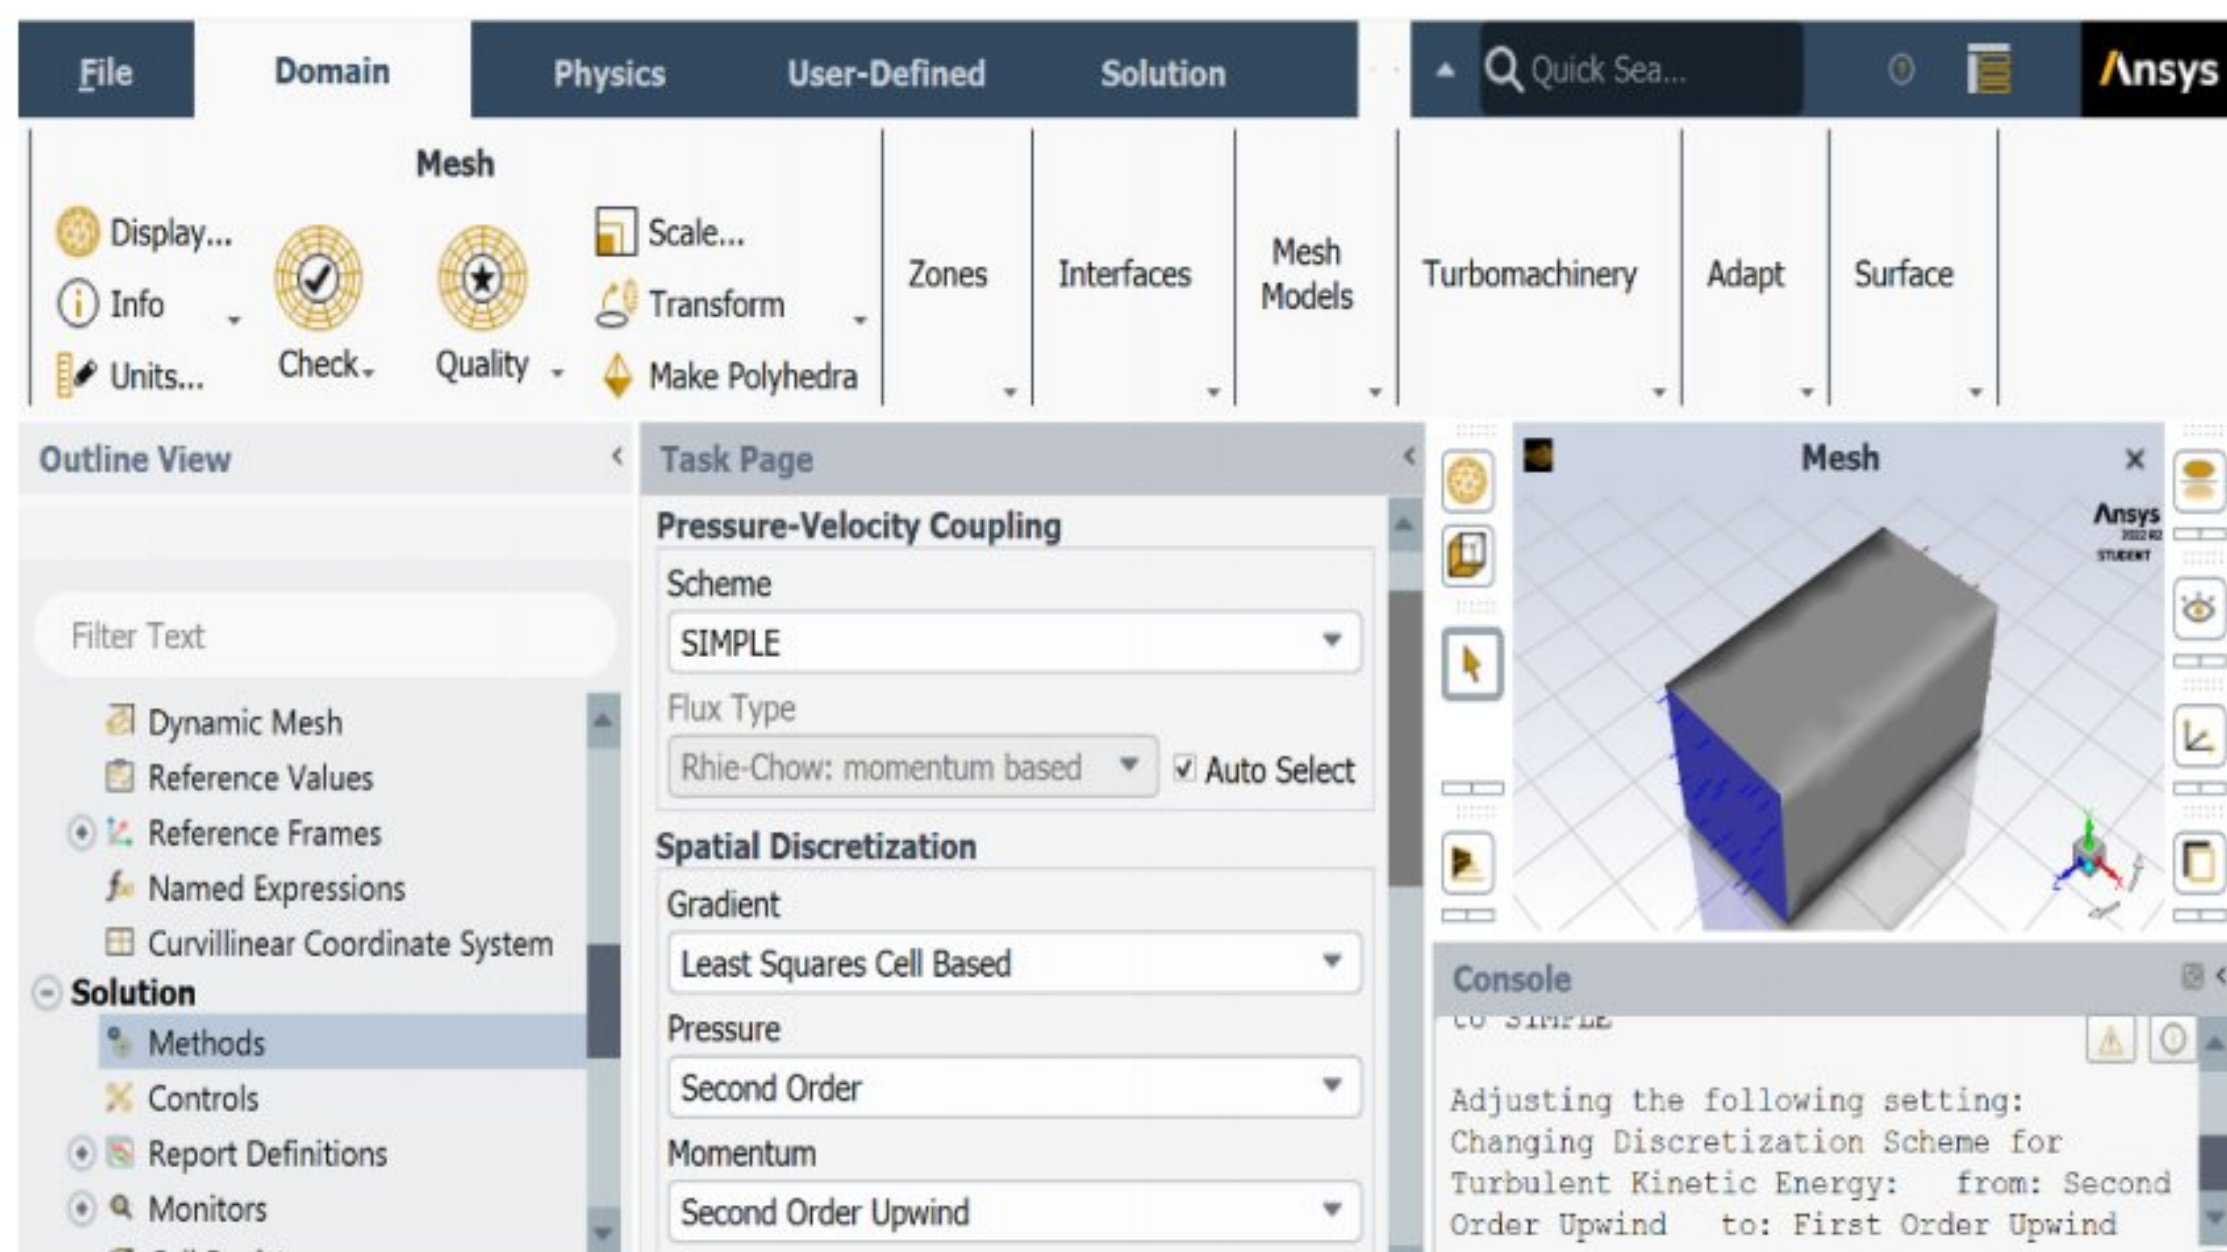 File Domain Physics User-Defined Solution Quick Sea... Ansys
Mesh
Display... Scale...
Info Transform
Units... Check Quality Make Polyhedra
Zones Interfaces Mesh Models Turbomachinery Adapt Surface
Outline View
Filter Text
Dynamic Mesh
Reference Values
Reference Frames
Named Expressions
Curvillinear Coordinate System
Solution
Methods
Controls
Report Definitions
Monitors
Task Page
Pressure-Velocity Coupling
Scheme
SIMPLE
Flux Type
Rhie-Chow: momentum based Auto Select
Spatial Discretization
Gradient
Least Squares Cell Based
Pressure
Second Order
Momentum
Second Order Upwind
Mesh
Ansys
2022 R2
STUDENT
Console
to SIMPLE
Adjusting the following setting:
Changing Discretization Scheme for
Turbulent Kinetic Energy: from: Second
Order Upwind to: First Order Upwind